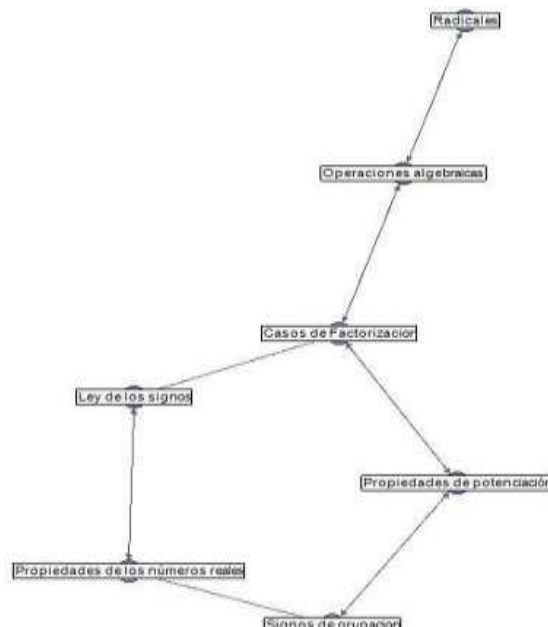 Radicales
Operaciones algebraicas
Casos de Factorizacion
Ley de los signos
Propiedades de potenciación
Propiedades de los números reales
Signos de grupacion